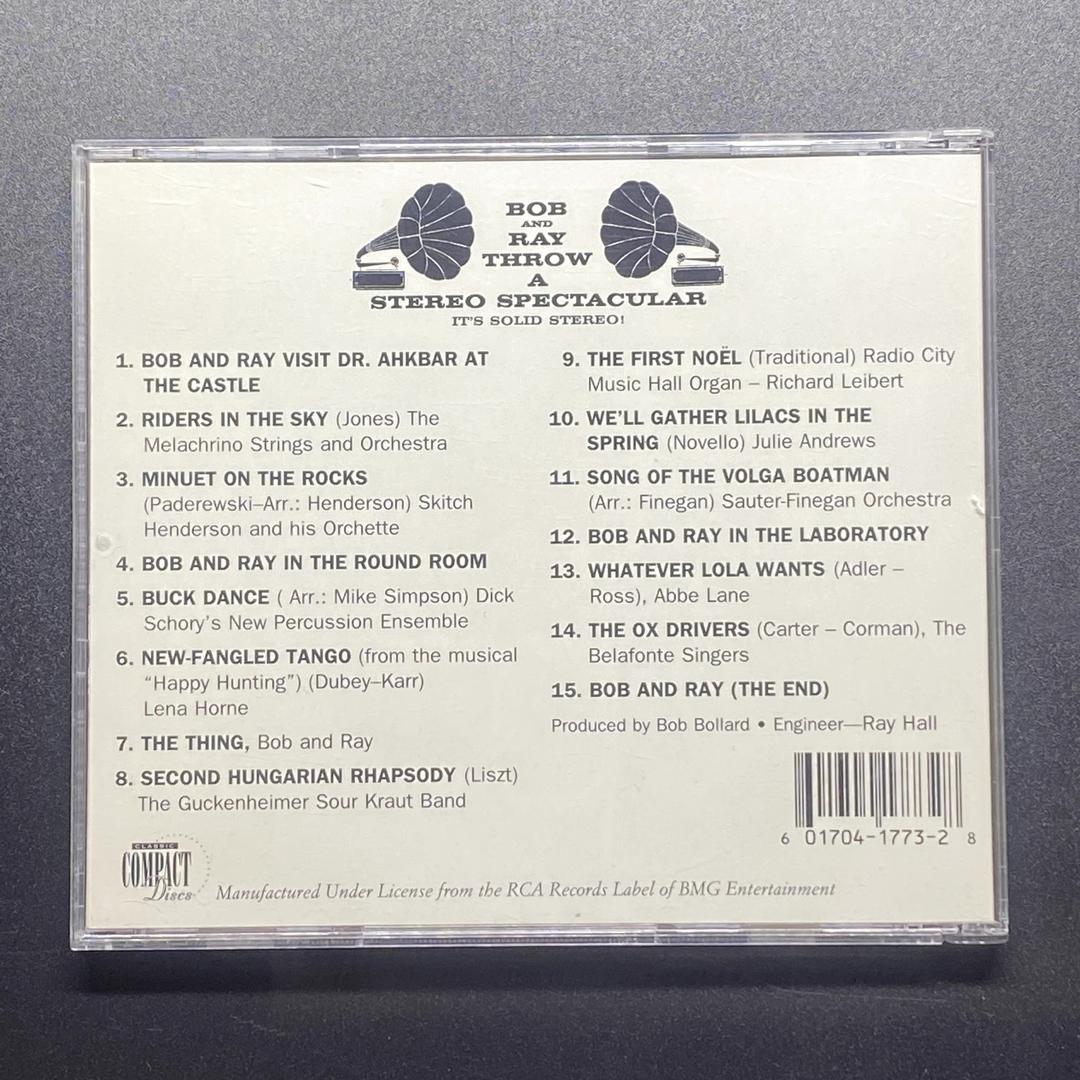 BOB
AND
RAY
THROW
A
STEREO SPECTACULAR
IT'S SOLID STEREO!
1. BOB AND RAY VISIT DR. AHKBAR AT
THE CASTLE
2. RIDERS IN THE SKY (Jones) The
Melachrino Strings and Orchestra
3. MINUET ON THE ROCKS
(Paderewski–Arr.: Henderson) Skitch
Henderson and his Orchette
4. BOB AND RAY IN THE ROUND ROOM
5. BUCK DANCE ( Arr.: Mike Simpson) Dick
Schory's New Percussion Ensemble
6. NEW-FANGLED TANGO (from the musical
“Happy Hunting”) (Dubey–Karr)
Lena Horne
7. THE THING, Bob and Ray
8. SECOND HUNGARIAN RHAPSODY (Liszt)
The Guckenheimer Sour Kraut Band
9. THE FIRST NOËL (Traditional) Radio City
Music Hall Organ – Richard Leibert
10. WE'LL GATHER LILACS IN THE
SPRING (Novello) Julie Andrews
11. SONG OF THE VOLGA BOATMAN
(Arr.: Finegan) Sauter-Finegan Orchestra
12. BOB AND RAY IN THE LABORATORY
13. WHATEVER LOLA WANTS (Adler –
Ross), Abbe Lane
14. THE OX DRIVERS (Carter – Corman), The
Belafonte Singers
15. BOB AND RAY (THE END)
Produced by Bob Bollard • Engineer—Ray Hall
6 01704-1773-2 8
CLASSIC
COMPACT
Discs
Manufactured Under License from the RCA Records Label of BMG Entertainment